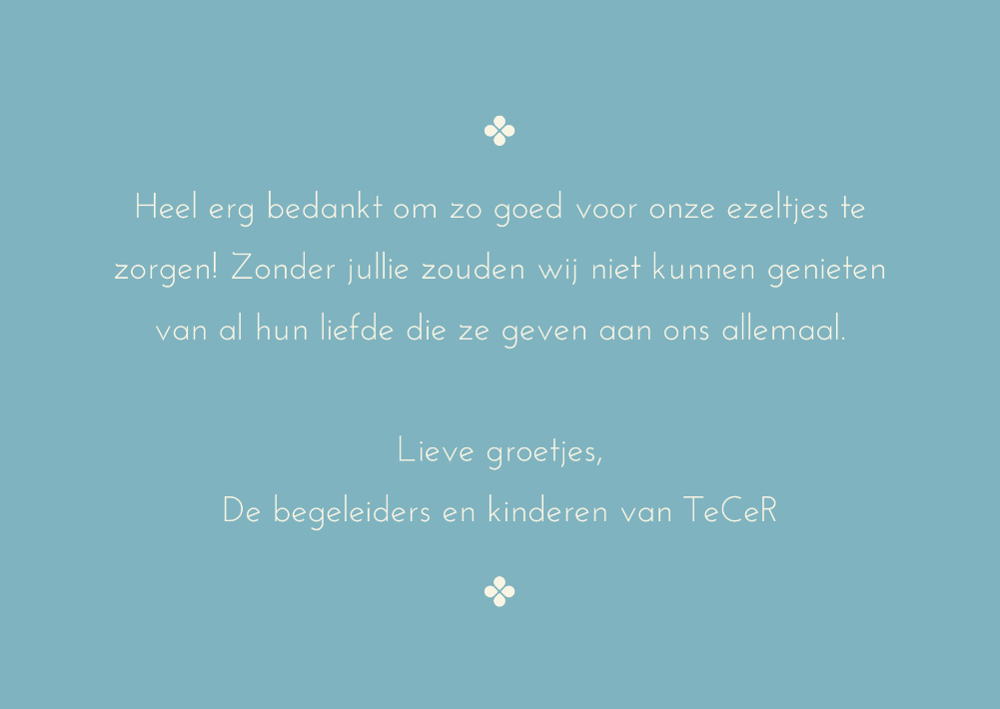 Heel erg bedankt om zo goed voor onze ezeltjes te
zorgen! Zonder jullie zouden wij niet kunnen genieten
van al hun liefde die ze geven aan ons allemaal.
Lieve groetjes,
De begeleiders en kinderen van TeCeR